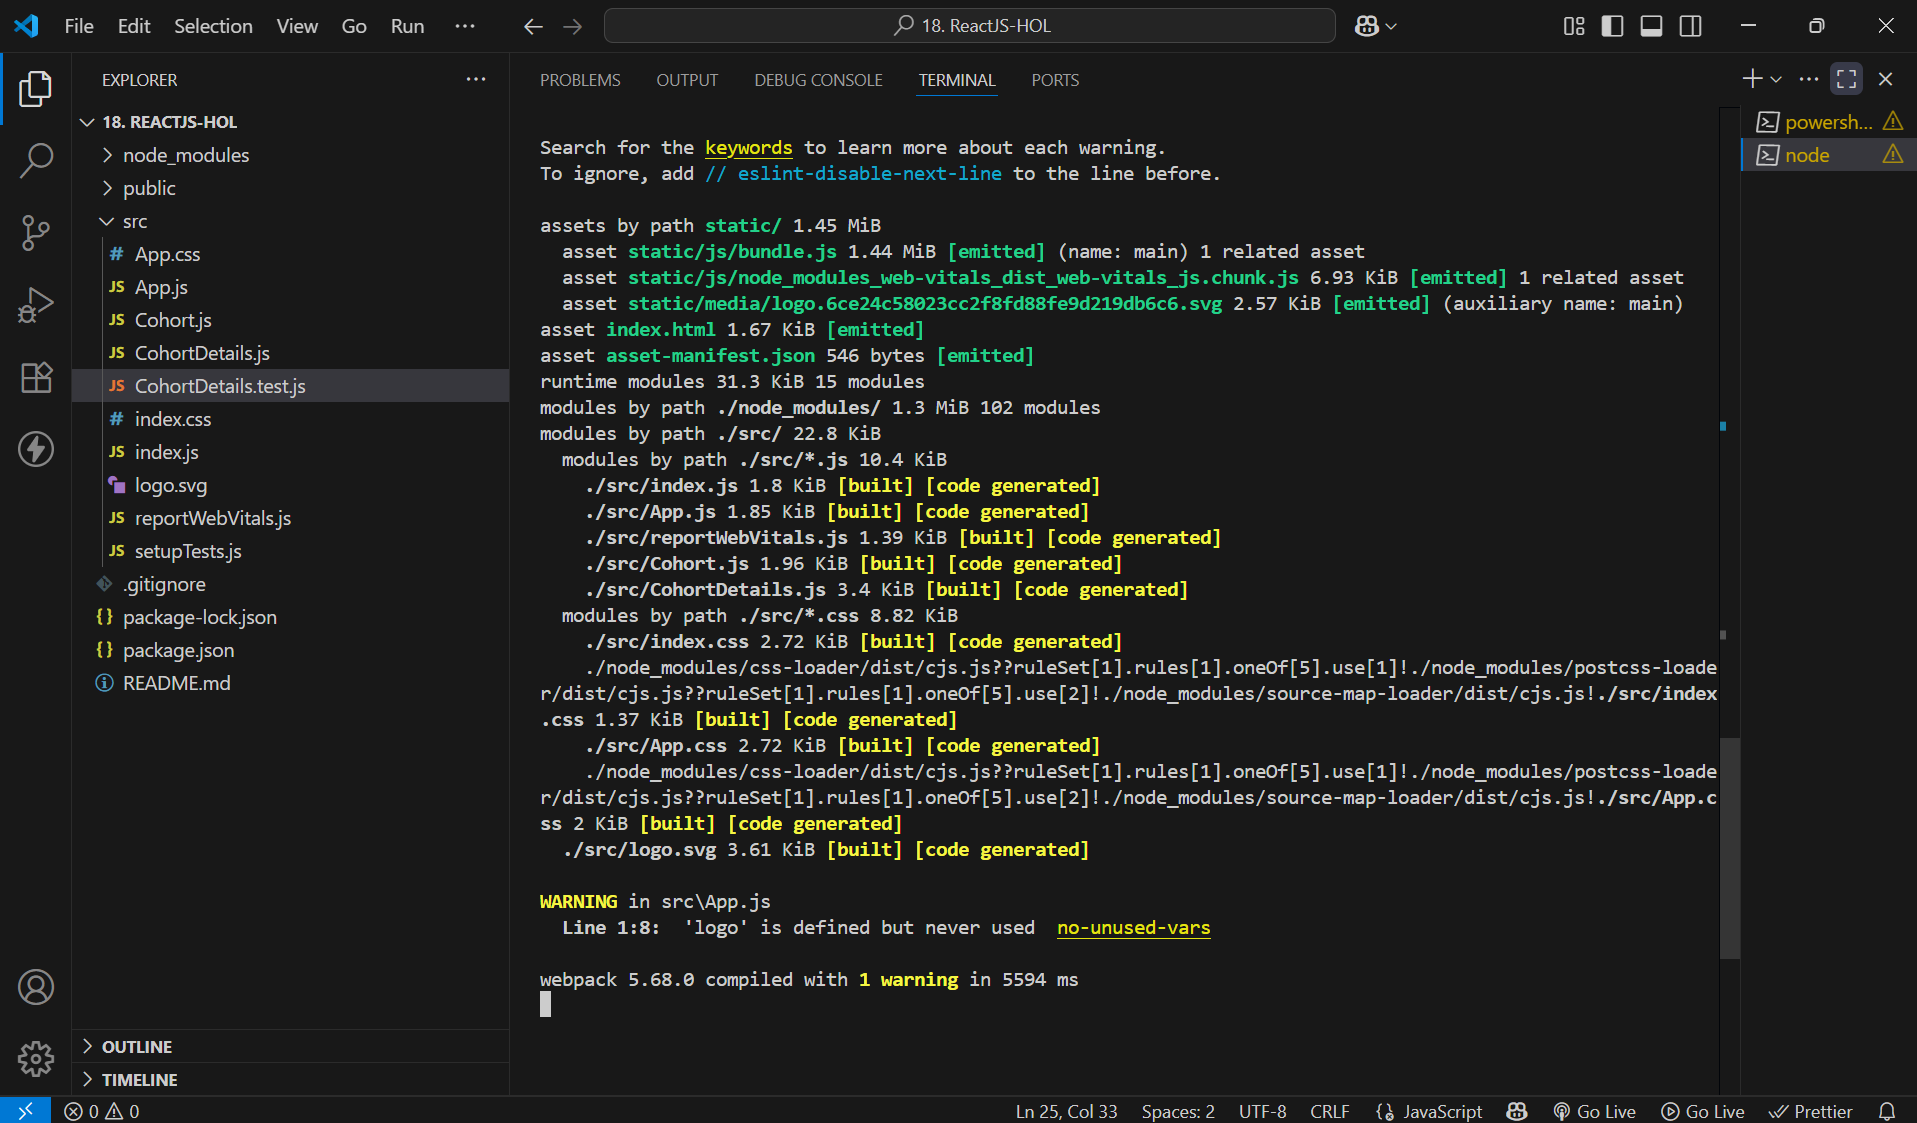 File Edit Selection View Go Run ··· 18. ReactJS-HOL
EXPLORER
18. REACTJS-HOL
node_modules
public
src
# App.css
JS App.js
JS Cohort.js
JS CohortDetails.js
JS CohortDetails.test.js
# index.css
JS index.js
logo.svg
JS reportWebVitals.js
JS setupTests.js
.gitignore
{} package-lock.json
{} package.json
README.md
OUTLINE
TIMELINE
PROBLEMS OUTPUT DEBUG CONSOLE TERMINAL PORTS
Search for the keywords to learn more about each warning.
To ignore, add // eslint-disable-next-line to the line before.
assets by path static/ 1.45 MiB
asset static/js/bundle.js 1.44 MiB [emitted] (name: main) 1 related asset
asset static/js/node_modules_web-vitals_dist_web-vitals_js.chunk.js 6.93 KiB [emitted] 1 related asset
asset static/media/logo.6ce24c58023cc2f8fd88fe9d219db6c6.svg 2.57 KiB [emitted] (auxiliary name: main)
asset index.html 1.67 KiB [emitted]
asset asset-manifest.json 546 bytes [emitted]
runtime modules 31.3 KiB 15 modules
modules by path ./node_modules/ 1.3 MiB 102 modules
modules by path ./src/ 22.8 KiB
modules by path ./src/*.js 10.4 KiB
./src/index.js 1.8 KiB [built] [code generated]
./src/App.js 1.85 KiB [built] [code generated]
./src/reportWebVitals.js 1.39 KiB [built] [code generated]
./src/Cohort.js 1.96 KiB [built] [code generated]
./src/CohortDetails.js 3.4 KiB [built] [code generated]
modules by path ./src/*.css 8.82 KiB
./src/index.css 2.72 KiB [built] [code generated]
./node_modules/css-loader/dist/cjs.js??ruleSet[1].rules[1].oneOf[5].use[1]!./node_modules/postcss-loade
r/dist/cjs.js??ruleSet[1].rules[1].oneOf[5].use[2]!./node_modules/source-map-loader/dist/cjs.js!./src/index
.css 1.37 KiB [built] [code generated]
./src/App.css 2.72 KiB [built] [code generated]
./node_modules/css-loader/dist/cjs.js??ruleSet[1].rules[1].oneOf[5].use[1]!./node_modules/postcss-loade
r/dist/cjs.js??ruleSet[1].rules[1].oneOf[5].use[2]!./node_modules/source-map-loader/dist/cjs.js!./src/App.c
ss 2 KiB [built] [code generated]
./src/logo.svg 3.61 KiB [built] [code generated]
WARNING in src\App.js
Line 1:8: 'logo' is defined but never used no-unused-vars
webpack 5.68.0 compiled with 1 warning in 5594 ms
powersh...
node
0 0 Ln 25, Col 33 Spaces: 2 UTF-8 CRLF JavaScript Go Live Go Live Prettier